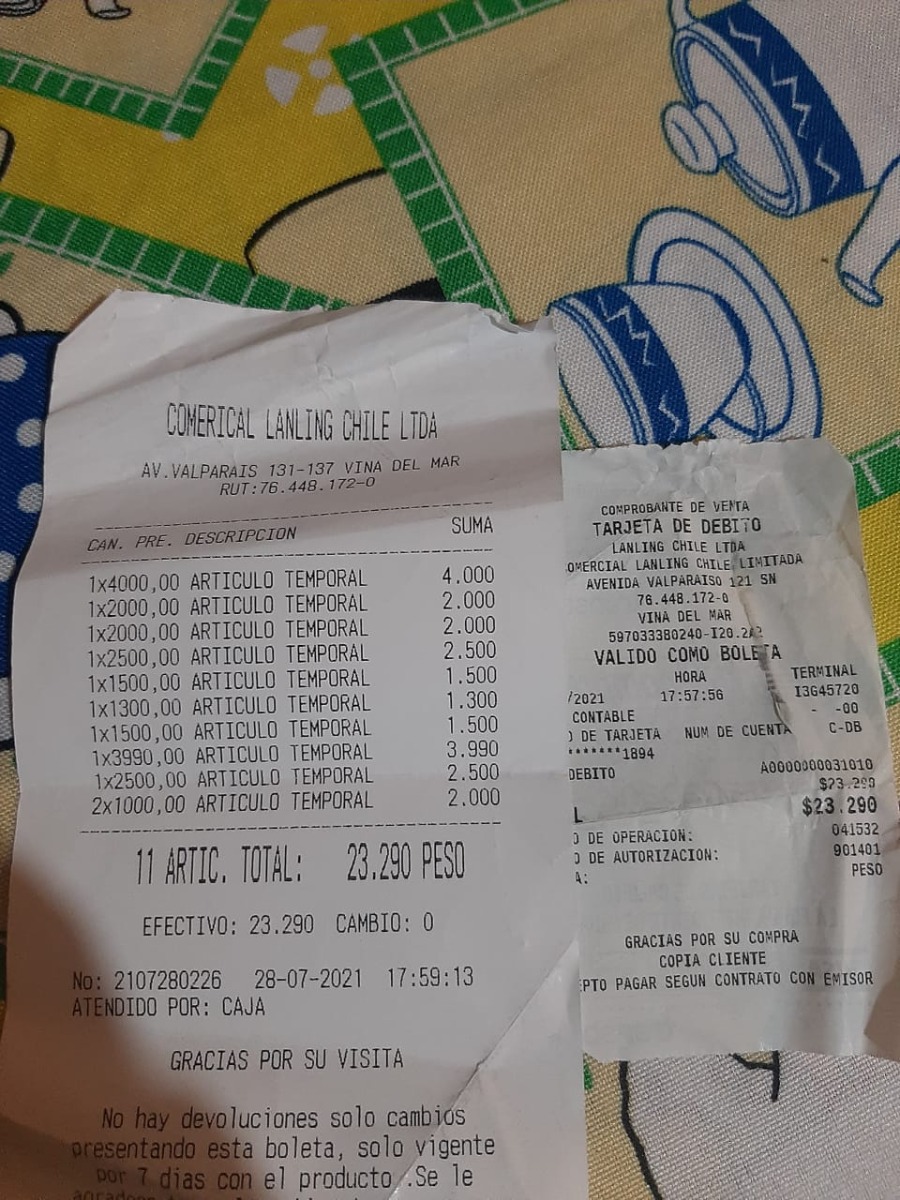 COMERICAL LANLING CHILE LTDA
AV.VALPARAIS 131-137 VINA DEL MAR
RUT:76.448.172-0
CAN. PRE. DESCRIPCION SUMA
1x4000,00 ARTICULO TEMPORAL 4.000
1x2000,00 ARTICULO TEMPORAL 2.000
1x2000,00 ARTICULO TEMPORAL 2.000
1x2500,00 ARTICULO TEMPORAL 2.500
1x1500,00 ARTICULO TEMPORAL 1.500
1x1300,00 ARTICULO TEMPORAL 1.300
1x1500,00 ARTICULO TEMPORAL 1.500
1x3990,00 ARTICULO TEMPORAL 3.990
1x2500,00 ARTICULO TEMPORAL 2.500
2x1000,00 ARTICULO TEMPORAL 2.000
11 ARTIC. TOTAL: 23.290 PESO
EFECTIVO: 23.290 CAMBIO: 0
No: 2107280226 28-07-2021 17:59:13
ATENDIDO POR: CAJA
GRACIAS POR SU VISITA
No hay devoluciones solo cambios
presentando esta boleta, solo vigente
por 7 dias con el producto .Se le
COMPROBANTE DE VENTA
TARJETA DE DEBITO
LANLING CHILE LTDA
OMERCIAL LANLING CHILE LIMITADA
AVENIDA VALPARAISO 121 SN
76.448.172-0
VINA DEL MAR
VALIDO COMO BOLETA
HORA TERMINAL
/2021 17:57:56 I3G45720
CONTABLE - -00
O DE TARJETA NUM DE CUENTA C-DB
*******1894
DEBITO A0000000031010
$23.290
L $23.290
O DE OPERACION: 041532
O DE AUTORIZACION: 901401
A: PESO
GRACIAS POR SU COMPRA
COPIA CLIENTE
PTO PAGAR SEGUN CONTRATO CON EMISOR